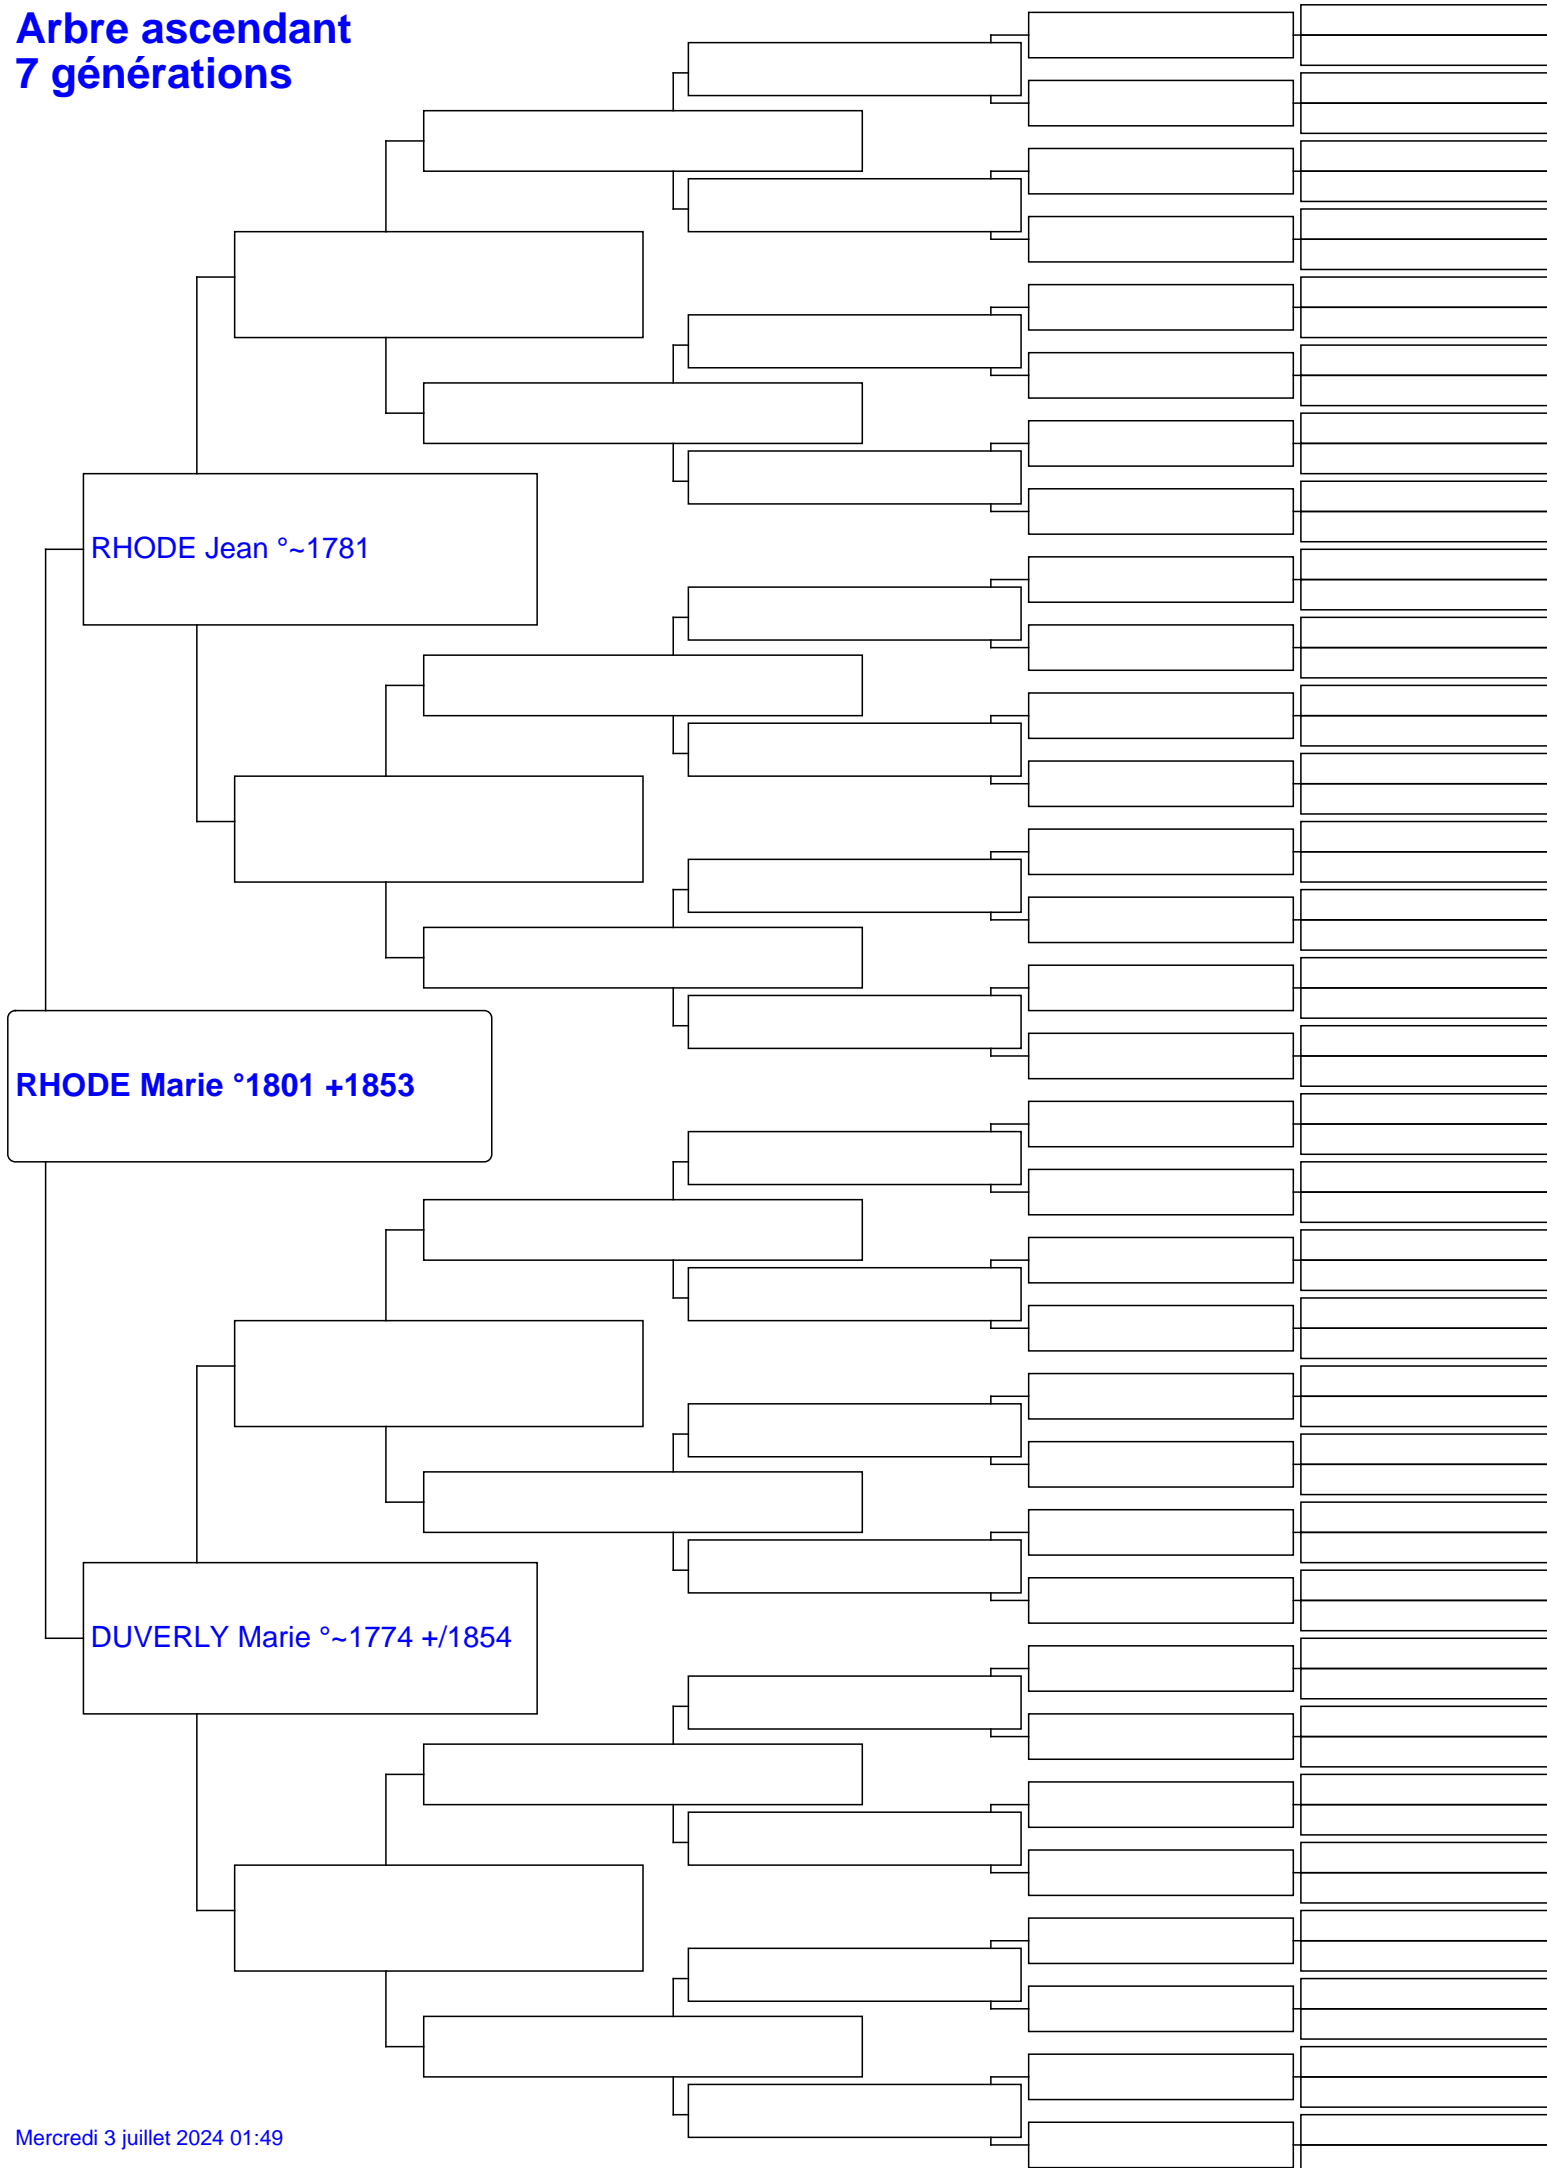 Arbre ascendant
7 générations
RHODE Jean °~1781
RHODE Marie °1801 +1853
DUVERLY Marie °~1774 +/1854
Mercredi 3 juillet 2024 01:49